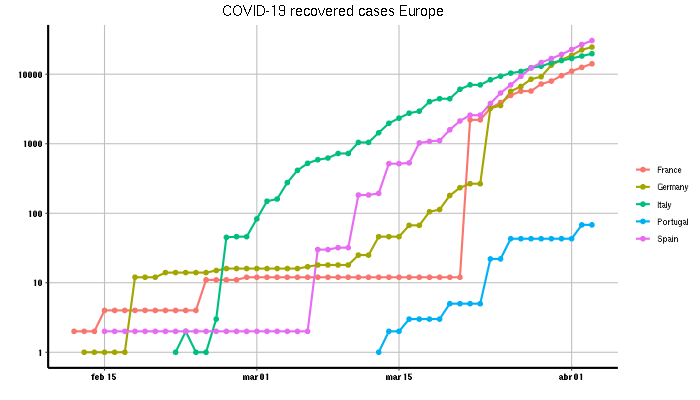 COVID-19 recovered cases Europe
10000
1000
100
10
1
feb 15
mar 01
mar 15
abr 01
France
Germany
Italy
Portugal
Spain